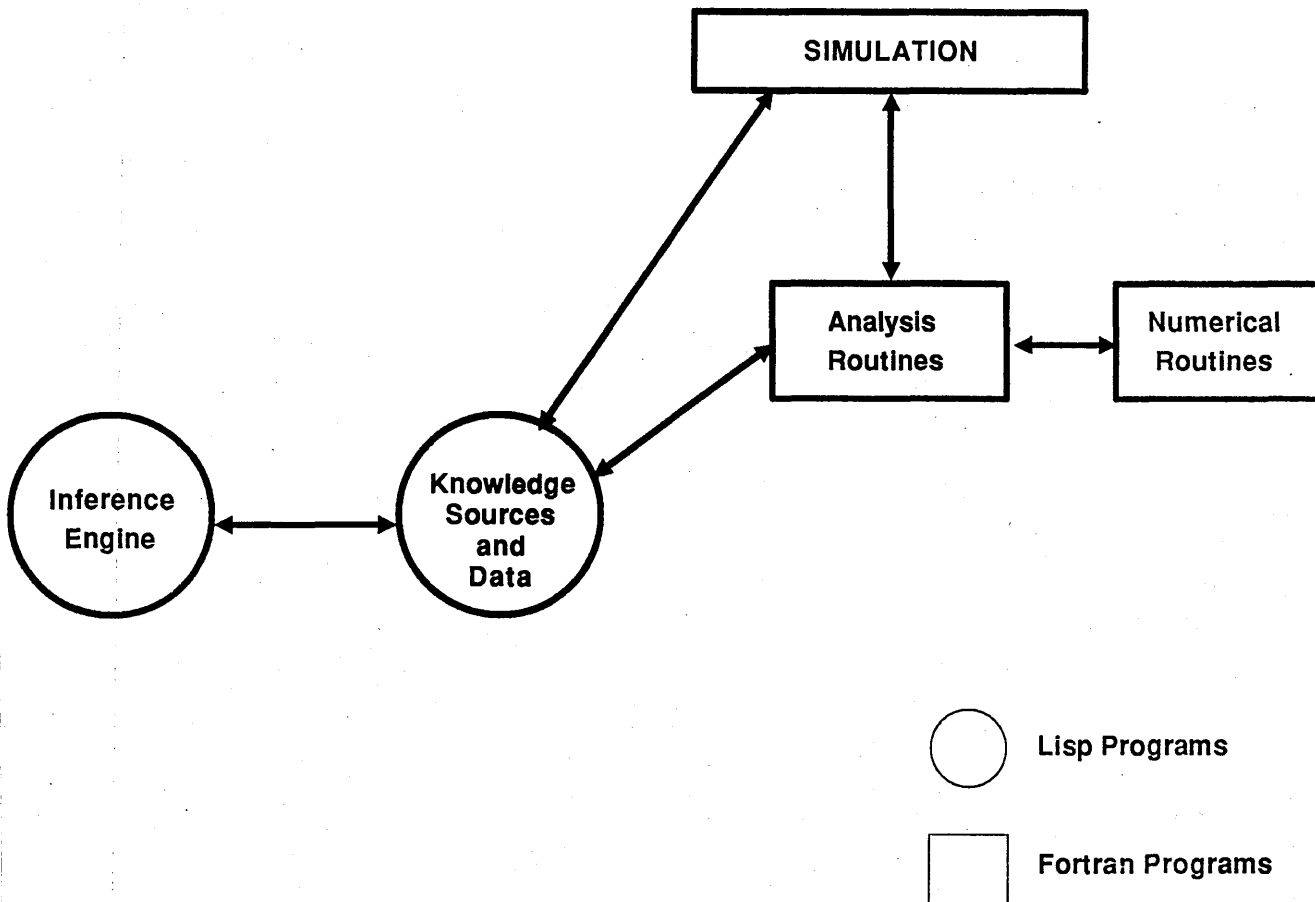 SIMULATION
Analysis
Routines
Numerical
Routines
Inference
Engine
Knowledge
Sources
and
Data
Lisp Programs
Fortran Programs